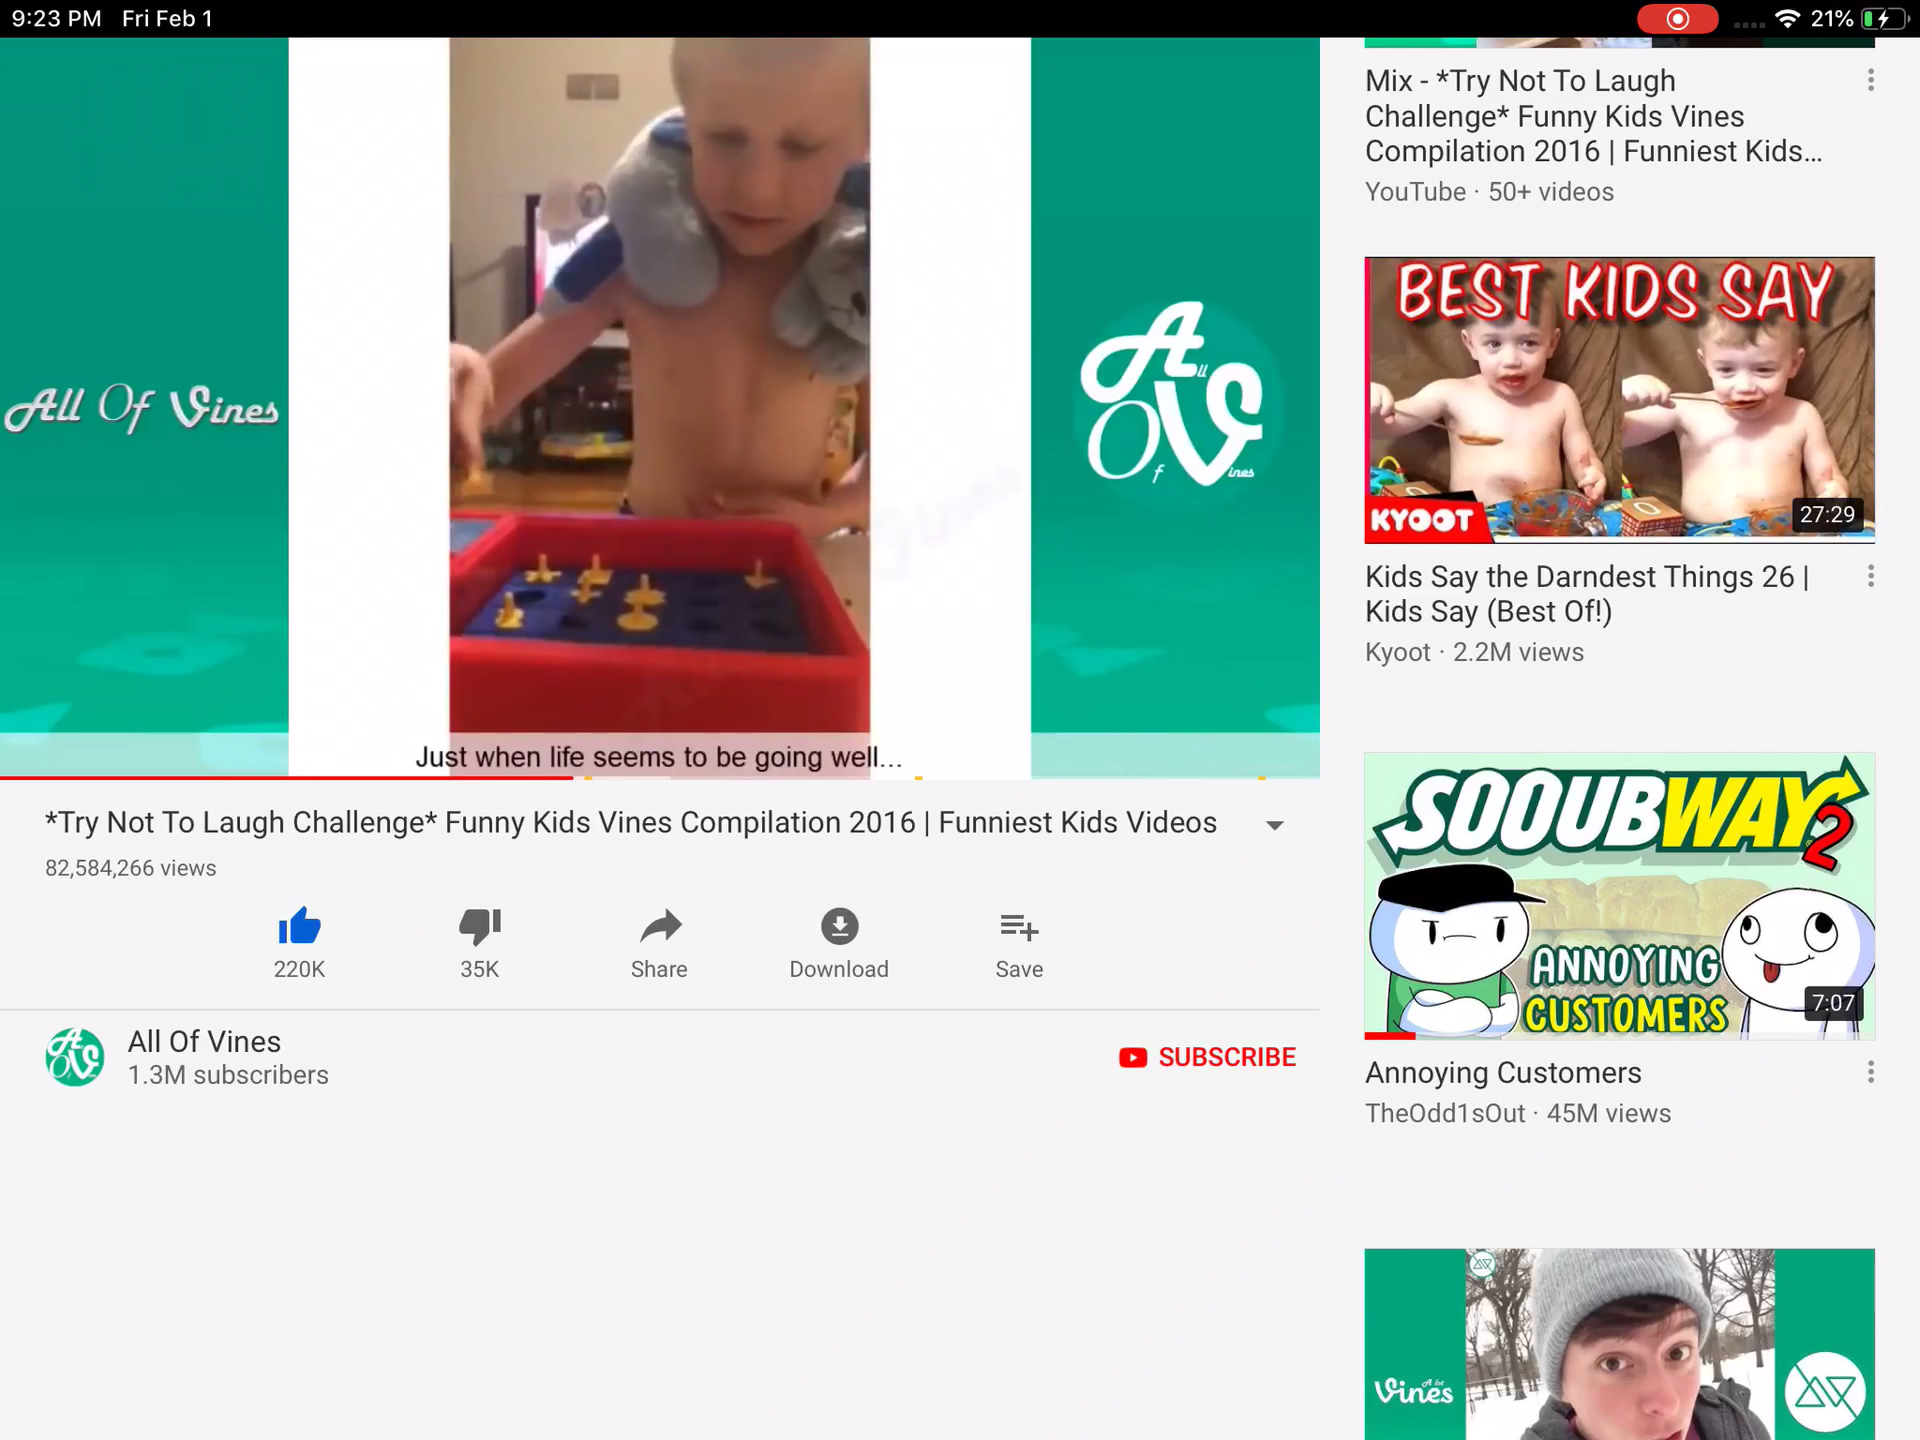 9:23 PM Fri Feb 1
21%
All Of Vines
All Of Vines
Just when life seems to be going well...
*Try Not To Laugh Challenge* Funny Kids Vines Compilation 2016 | Funniest Kids Videos
82,584,266 views
220K
35K
Share
Download
Save
All Of Vines
1.3M subscribers
SUBSCRIBE
Mix - *Try Not To Laugh
Challenge* Funny Kids Vines
Compilation 2016 | Funniest Kids...
YouTube · 50+ videos
BEST KIDS SAY
KYOOT
27:29
Kids Say the Darndest Things 26 |
Kids Say (Best Of!)
Kyoot · 2.2M views
SOOUBWAY 2
ANNOYING
CUSTOMERS
7:07
Annoying Customers
TheOdd1sOut · 45M views
A lot
Vines